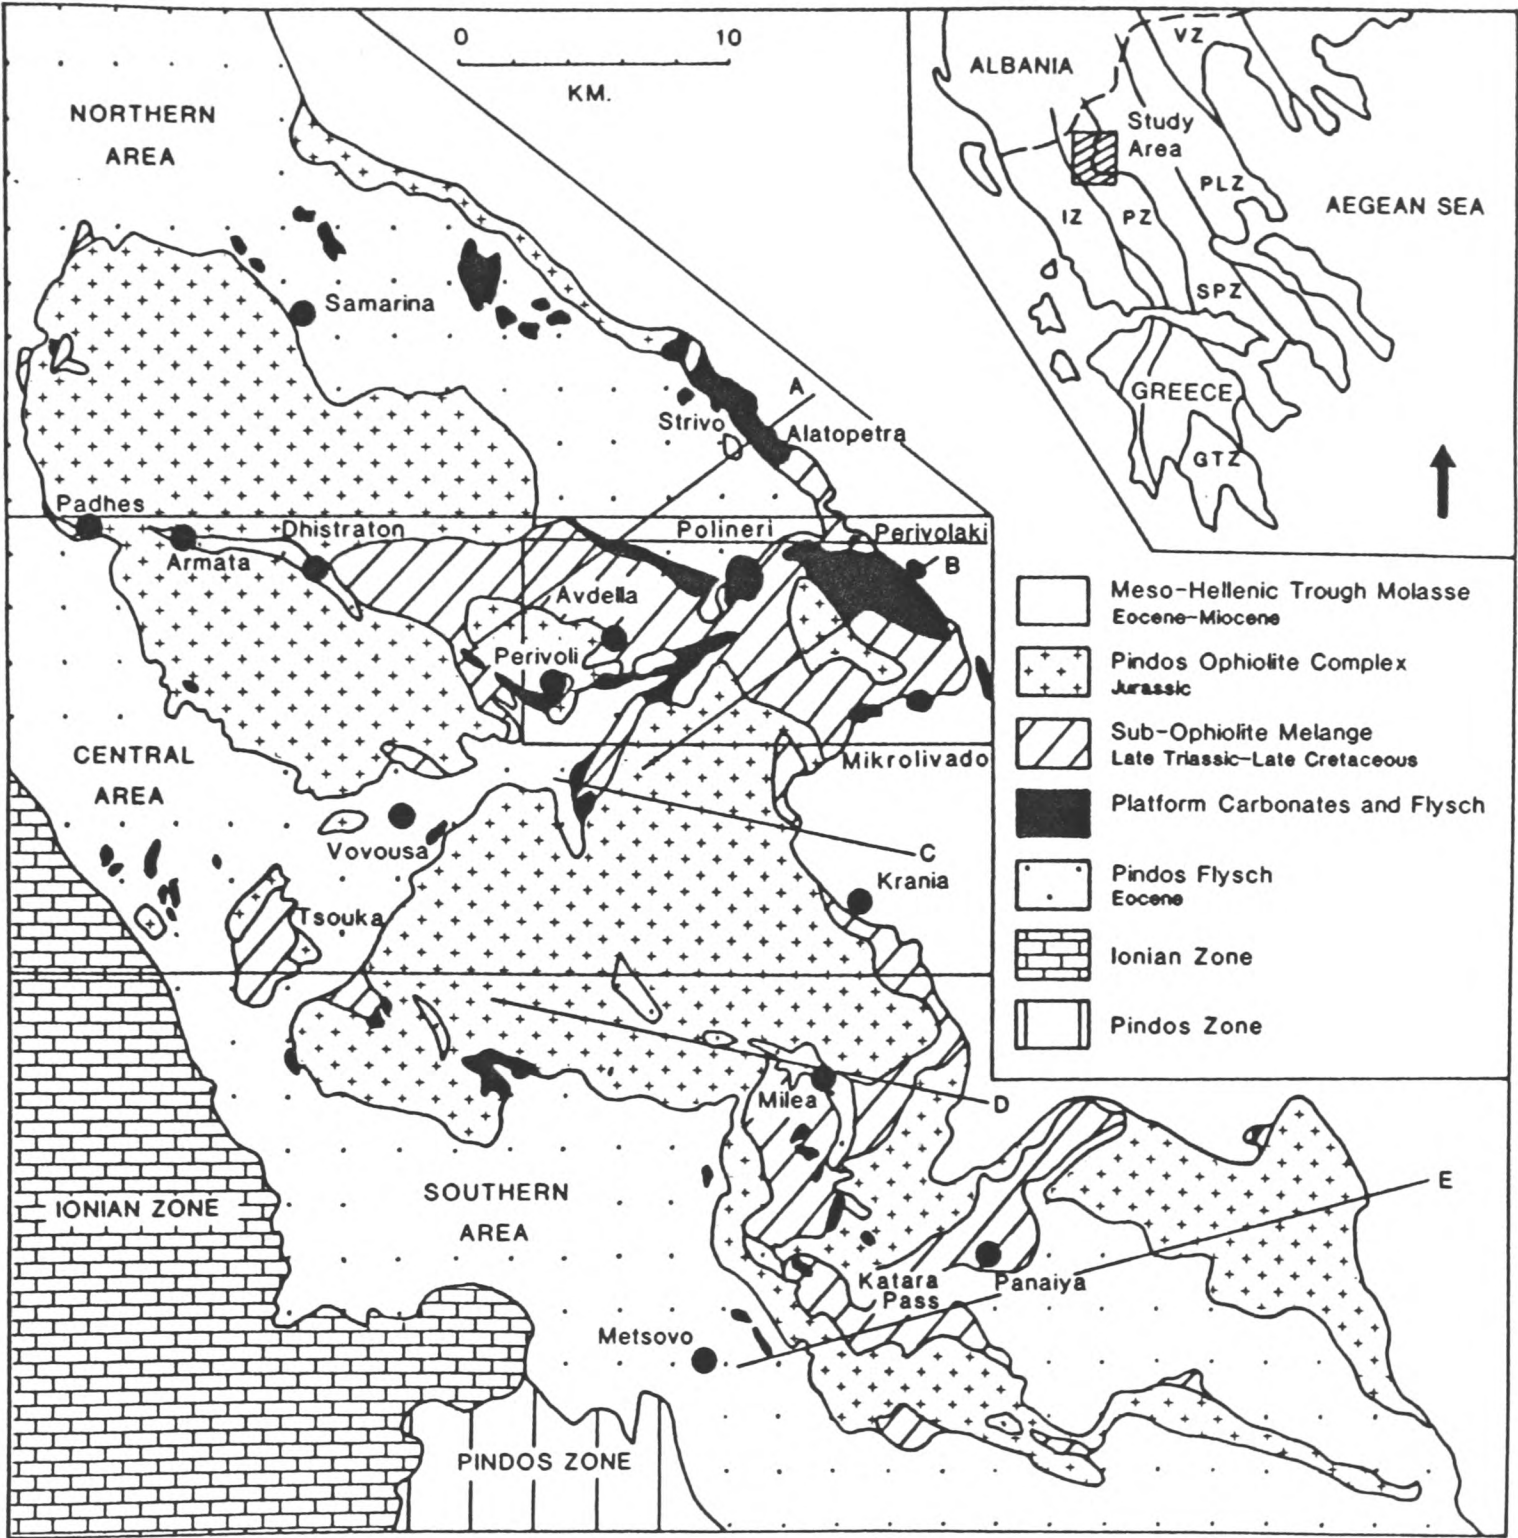 0 10
KM.
NORTHERN
AREA
Samarina
Strivo
A
Alatopetra
Padhes
Armata
Dhistraton
Polineri
Perivolaki
B
Avdella
Perivoli
CENTRAL
AREA
Mikrolivado
Vovousa
C
Krania
Tsouka
Milea
D
SOUTHERN
AREA
IONIAN ZONE
E
Katara
Pass
Panaiya
Metsovo
PINDOS ZONE
ALBANIA
VZ
Study
Area
PLZ
IZ
PZ
AEGEAN SEA
SPZ
GREECE
GTZ
Meso-Hellenic Trough Molasse
Eocene-Miocene
Pindos Ophiolite Complex
Jurassic
Sub-Ophiolite Melange
Late Triassic-Late Cretaceous
Platform Carbonates and Flysch
Pindos Flysch
Eocene
Ionian Zone
Pindos Zone